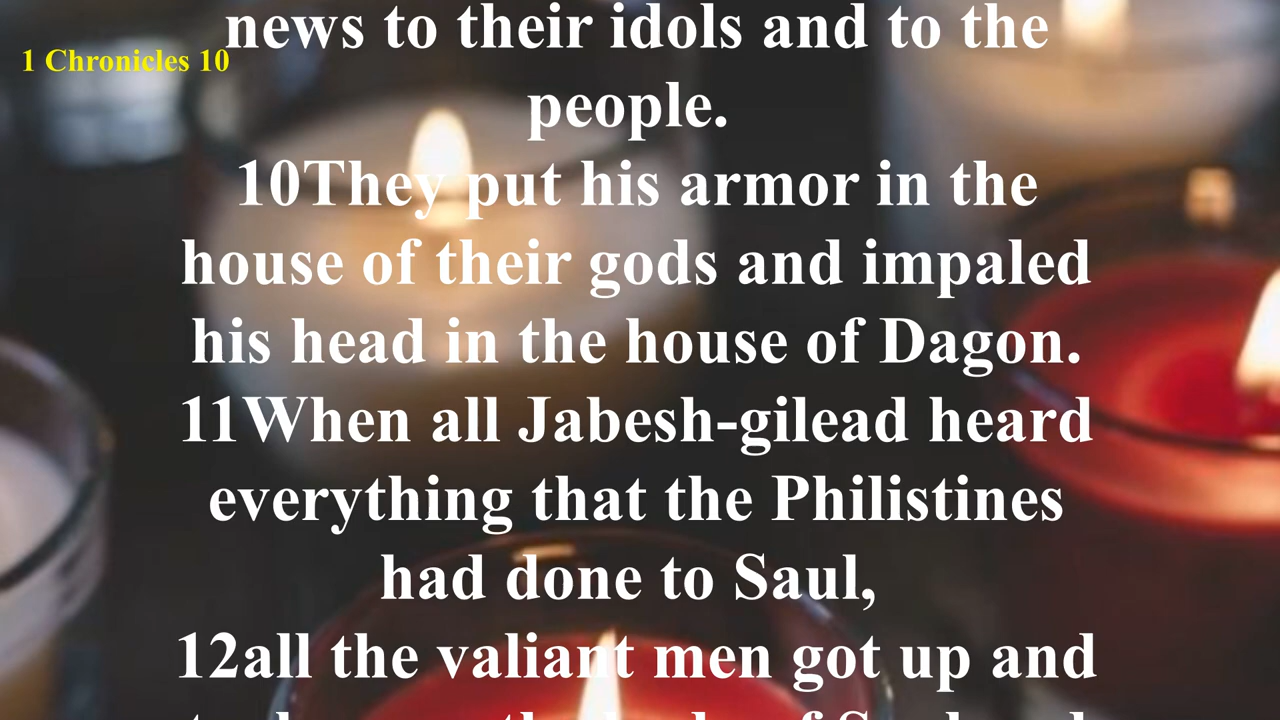 news to their idols and to the
1 Chronicles 10
people.
10They put his armor in the
house of their gods and impaled
his head in the house of Dagon.
11When all Jabesh-gilead heard
everything that the Philistines
had done to Saul,
12all the valiant men got up and